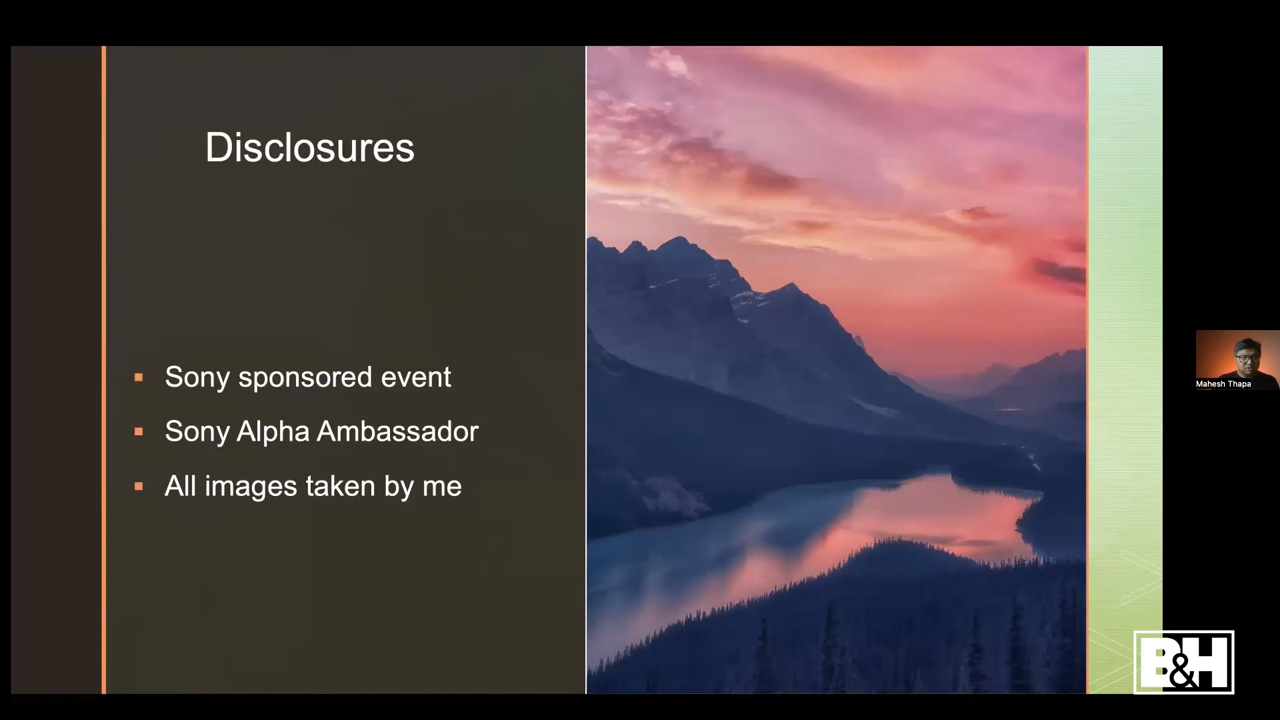 Disclosures
Sony sponsored event
Sony Alpha Ambassador
All images taken by me
Mahesh Thapa
B&H